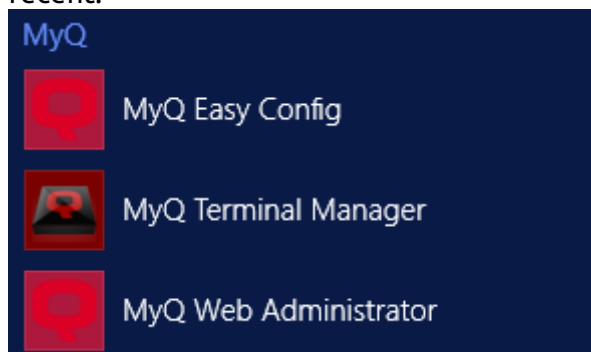 recent.
MyQ
MyQ Easy Config
MyQ Terminal Manager
MyQ Web Administrator